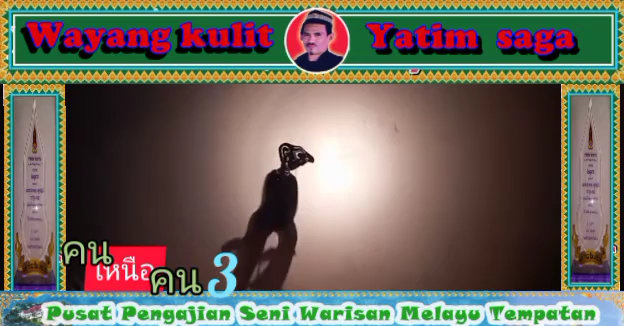 Wayang kulit Yatim saga
คน
เหนือ
คน 3
Pusat Pengajian Seni Warisan Melayu Tempatan